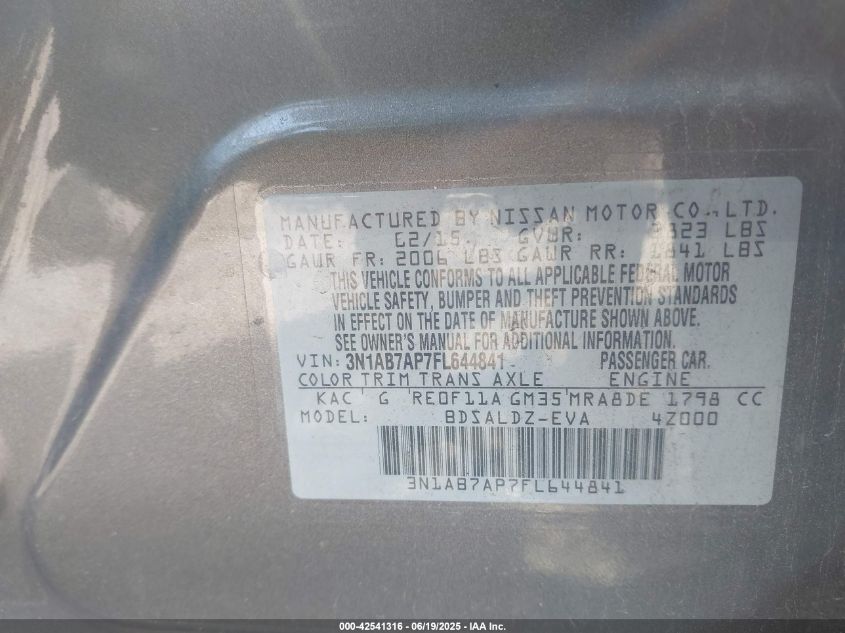 MANUFACTURED BY NISSAN MOTOR CO., LTD.
DATE: 02/15 GVWR: 3823 LBS
GAWR FR: 2006 LBS GAWR RR: 1841 LBS
THIS VEHICLE CONFORMS TO ALL APPLICABLE FEDERAL MOTOR
VEHICLE SAFETY, BUMPER AND THEFT PREVENTION STANDARDS
IN EFFECT ON THE DATE OF MANUFACTURE SHOWN ABOVE.
SEE OWNER'S MANUAL FOR ADDITIONAL INFORMATION.
VIN: 3N1AB7AP7FL644841 PASSENGER CAR.
COLOR TRIM TRANS AXLE ENGINE
KAC G RE0F11A GM35 MRA8DE 1798 CC
MODEL: BDSALDZ-EVA 4Z000
3N1AB7AP7FL644841
000-42541316 - 06/19/2025 - IAA Inc.